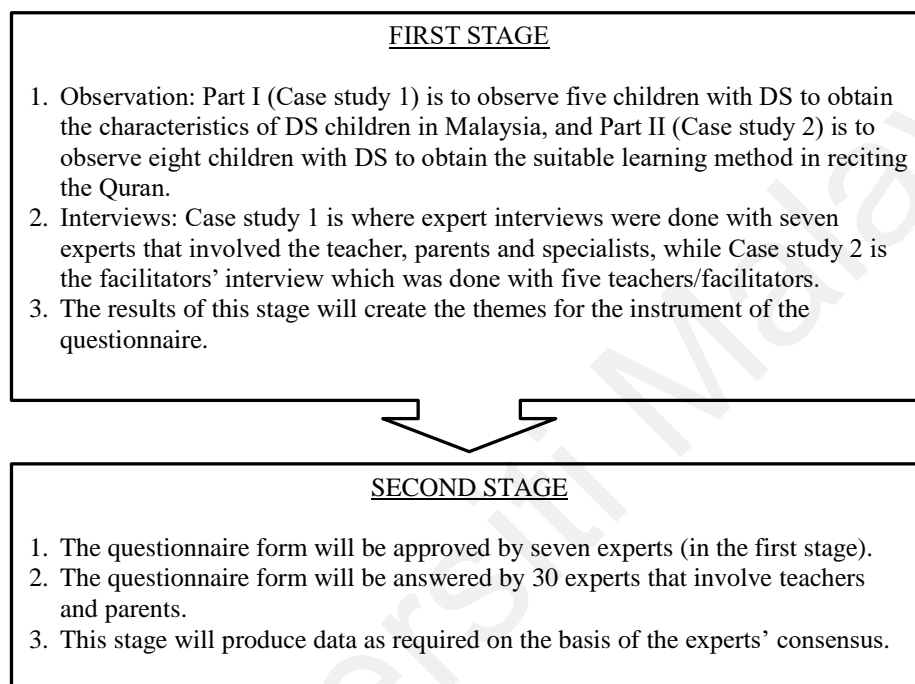 FIRST STAGE
1. Observation: Part I (Case study 1) is to observe five children with DS to obtain
the characteristics of DS children in Malaysia, and Part II (Case study 2) is to
observe eight children with DS to obtain the suitable learning method in reciting
the Quran.
2. Interviews: Case study 1 is where expert interviews were done with seven
experts that involved the teacher, parents and specialists, while Case study 2 is
the facilitators’ interview which was done with five teachers/facilitators.
3. The results of this stage will create the themes for the instrument of the
questionnaire.
SECOND STAGE
1. The questionnaire form will be approved by seven experts (in the first stage).
2. The questionnaire form will be answered by 30 experts that involve teachers
and parents.
3. This stage will produce data as required on the basis of the experts’ consensus.
ersiti Malay